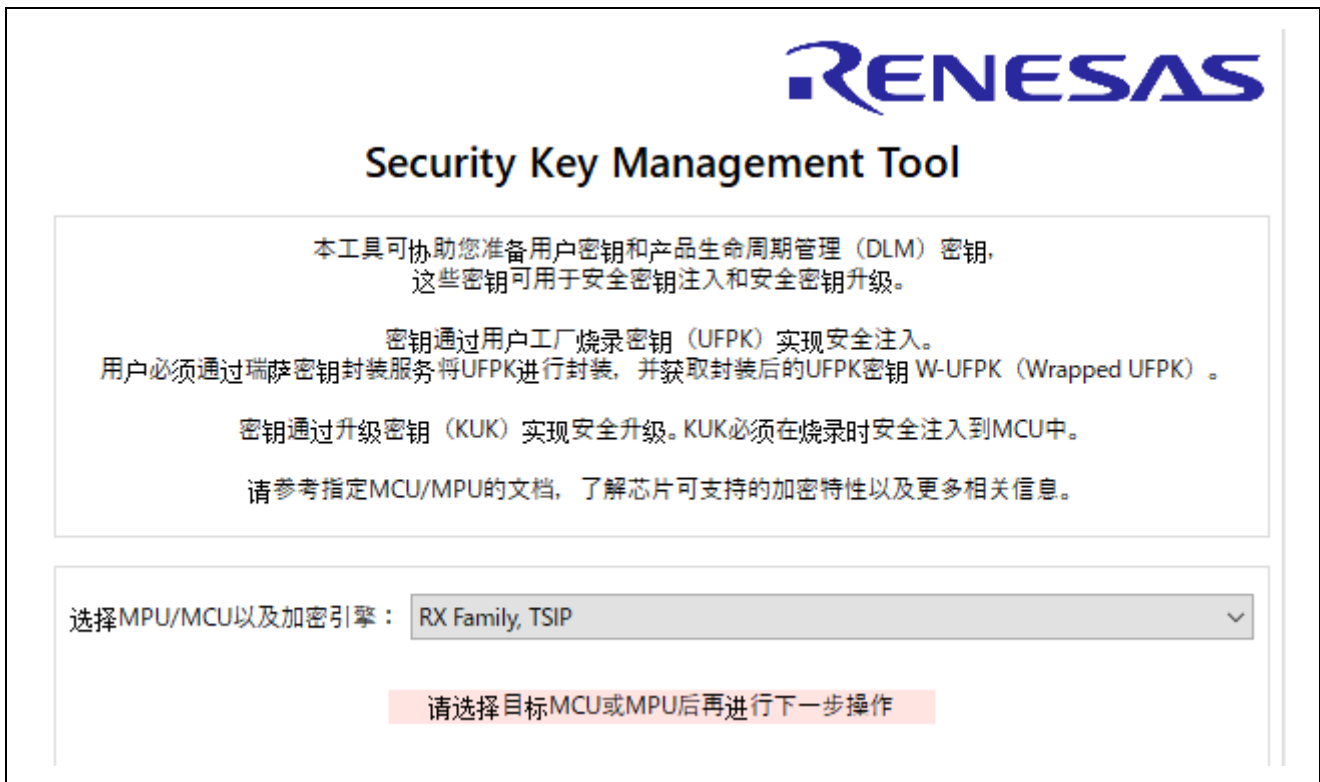 RENESAS
Security Key Management Tool
本工具可协助您准备用户密钥和产品生命周期管理（DLM）密钥，
这些密钥可用于安全密钥注入和安全密钥升级。
密钥通过用户工厂烧录密钥（UFPK）实现安全注入。
用户必须通过瑞萨密钥封装服务将UFPK进行封装，并获取封装后的UFPK密钥 W-UFPK（Wrapped UFPK）。
密钥通过升级密钥（KUK）实现安全升级。KUK必须在烧录时安全注入到MCU中。
请参考指定MCU/MPU的文档，了解芯片可支持的加密特性以及更多相关信息。
选择MPU/MCU以及加密引擎： RX Family, TSIP
请选择目标MCU或MPU后再进行下一步操作